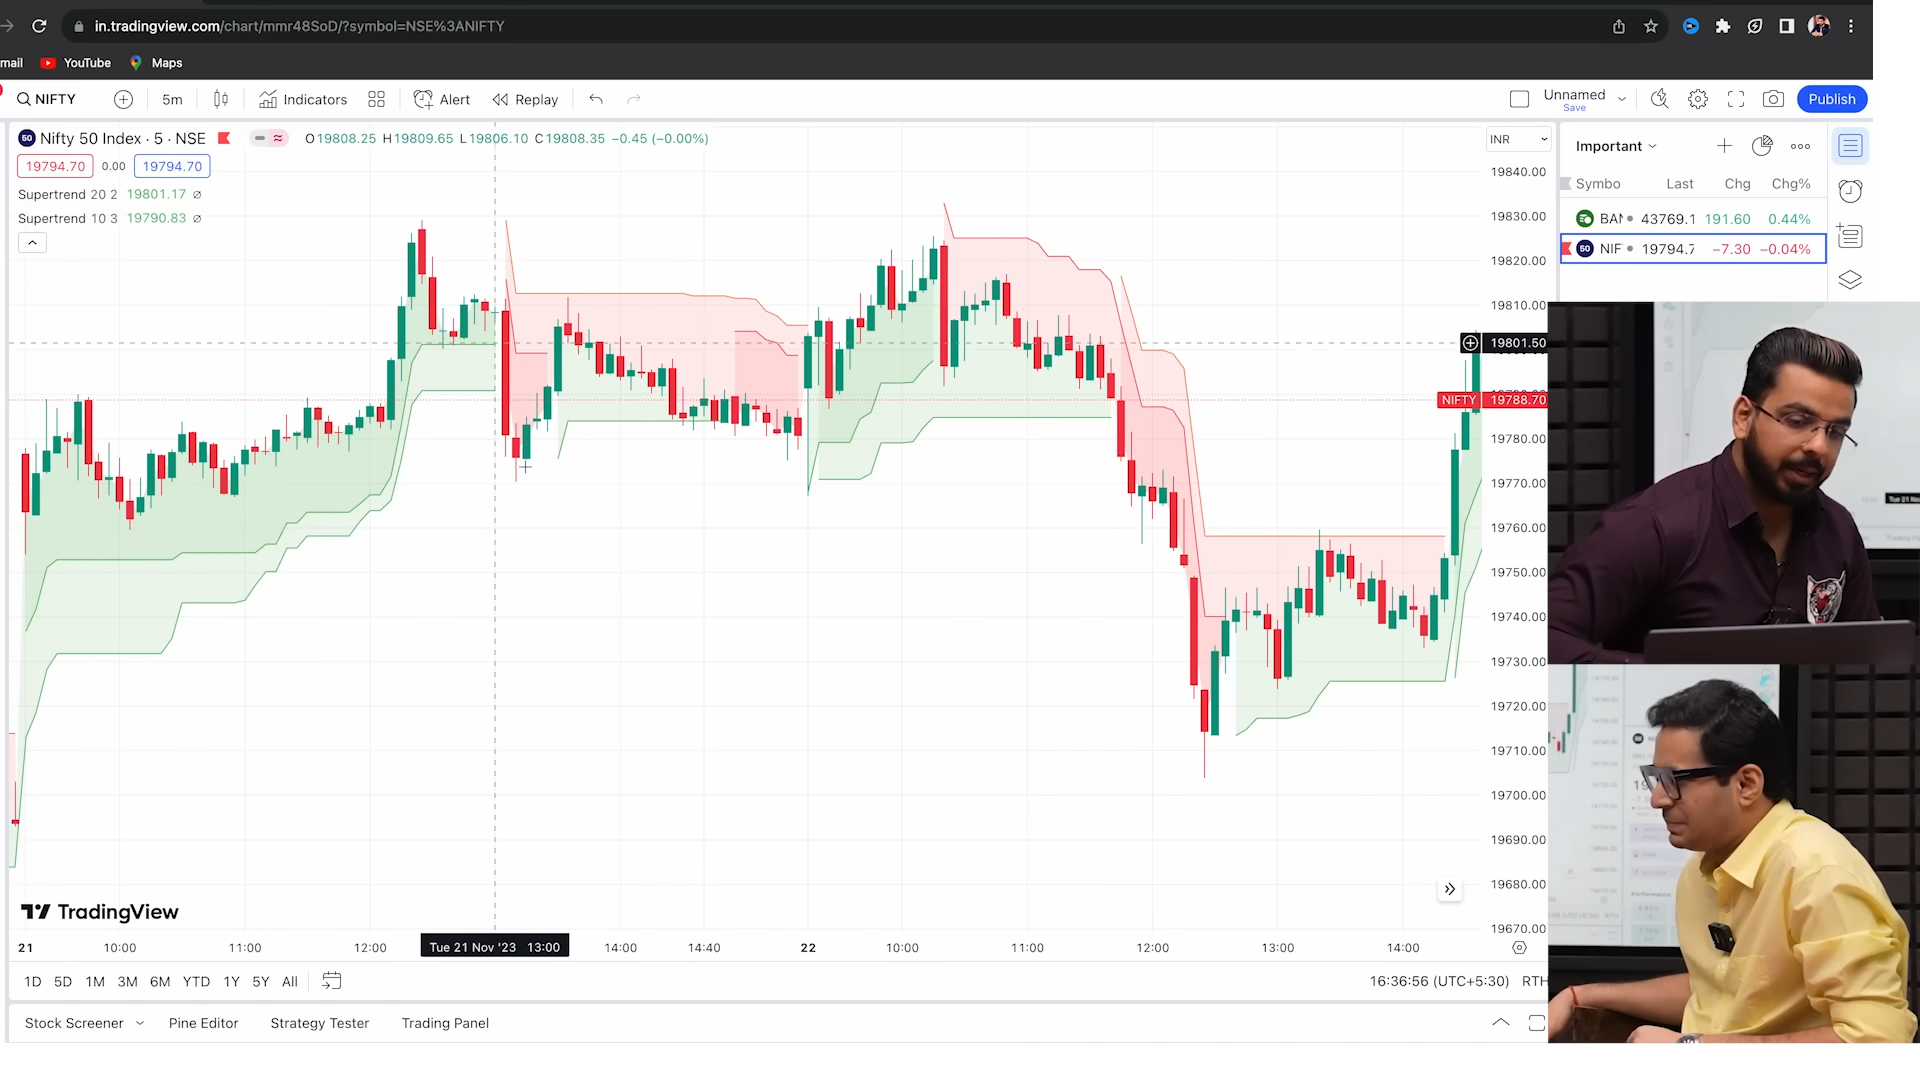 in.tradingview.com/chart/mmr48SoD/?symbol=NSE%3ANIFTY
mail YouTube Maps
NIFTY 5m Indicators Alert Replay Unnamed Save Publish
50 Nifty 50 Index · 5 · NSE O19808.25 H19809.65 L19806.10 C19808.35 −0.45 (−0.00%) INR
19794.70 0.00 19794.70
Supertrend 20 2 19801.17 ∅
Supertrend 10 3 19790.83 ∅
19840.00
19830.00
19820.00
19810.00
19801.50
NIFTY 19788.70
19780.00
19770.00
19760.00
19750.00
19740.00
19730.00
19720.00
19710.00
19700.00
19690.00
19680.00
19670.00
Important
Symbo Last Chg Chg%
BAN 43769.1 191.60 0.44%
50 NIF 19794.7 −7.30 −0.04%
TradingView
21 10:00 11:00 12:00 Tue 21 Nov '23 13:00 14:00 14:40 22 10:00 11:00 12:00 13:00 14:00
1D 5D 1M 3M 6M YTD 1Y 5Y All 16:36:56 (UTC+5:30) RTH
Stock Screener Pine Editor Strategy Tester Trading Panel